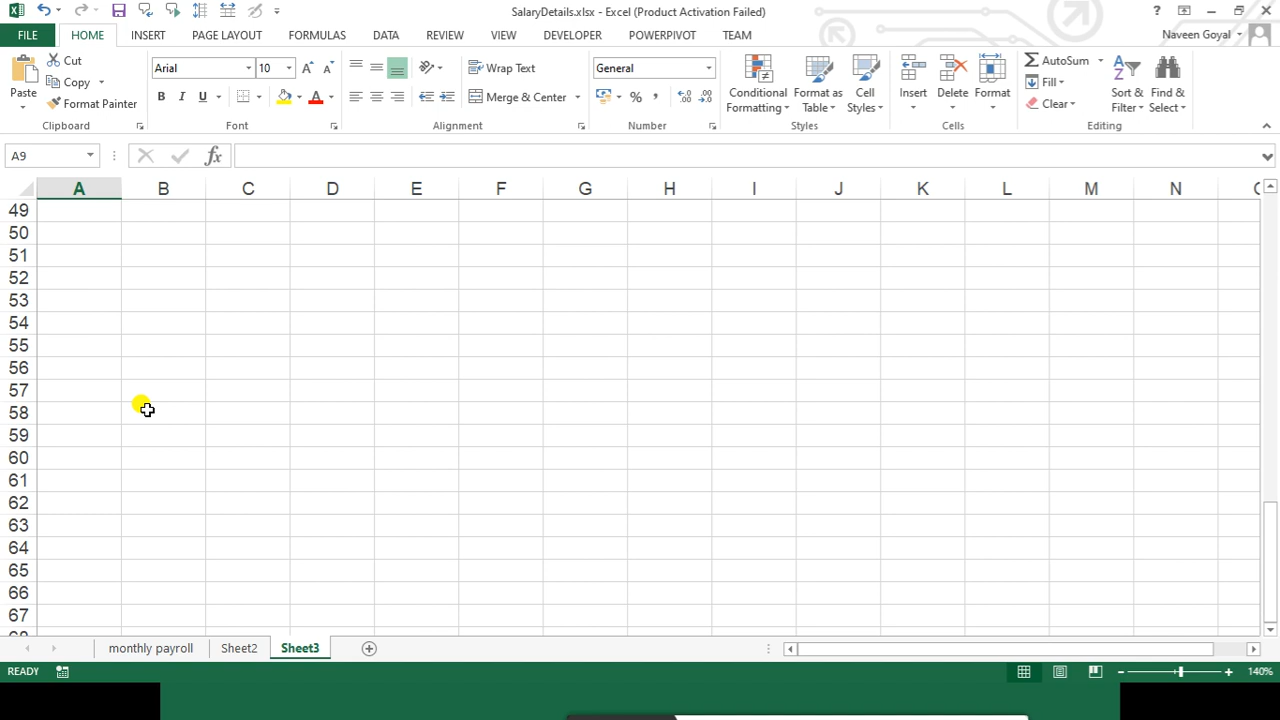 SalaryDetails.xlsx - Excel (Product Activation Failed)
?
FILE HOME INSERT PAGE LAYOUT FORMULAS DATA REVIEW VIEW DEVELOPER POWERPIVOT TEAM Naveen Goyal
Paste
Cut
Copy
Format Painter
Clipboard
Arial 10
B I U A
Font
Wrap Text
Merge & Center
Alignment
General
%
Number
Conditional Formatting
Format as Table
Cell Styles
Styles
Insert Delete Format
Cells
AutoSum
Fill
Clear
Sort & Filter
Find & Select
Editing
A9 fx
A B C D E F G H I J K L M N
49
50
51
52
53
54
55
56
57
58
59
60
61
62
63
64
65
66
67
monthly payroll Sheet2 Sheet3
READY 140%